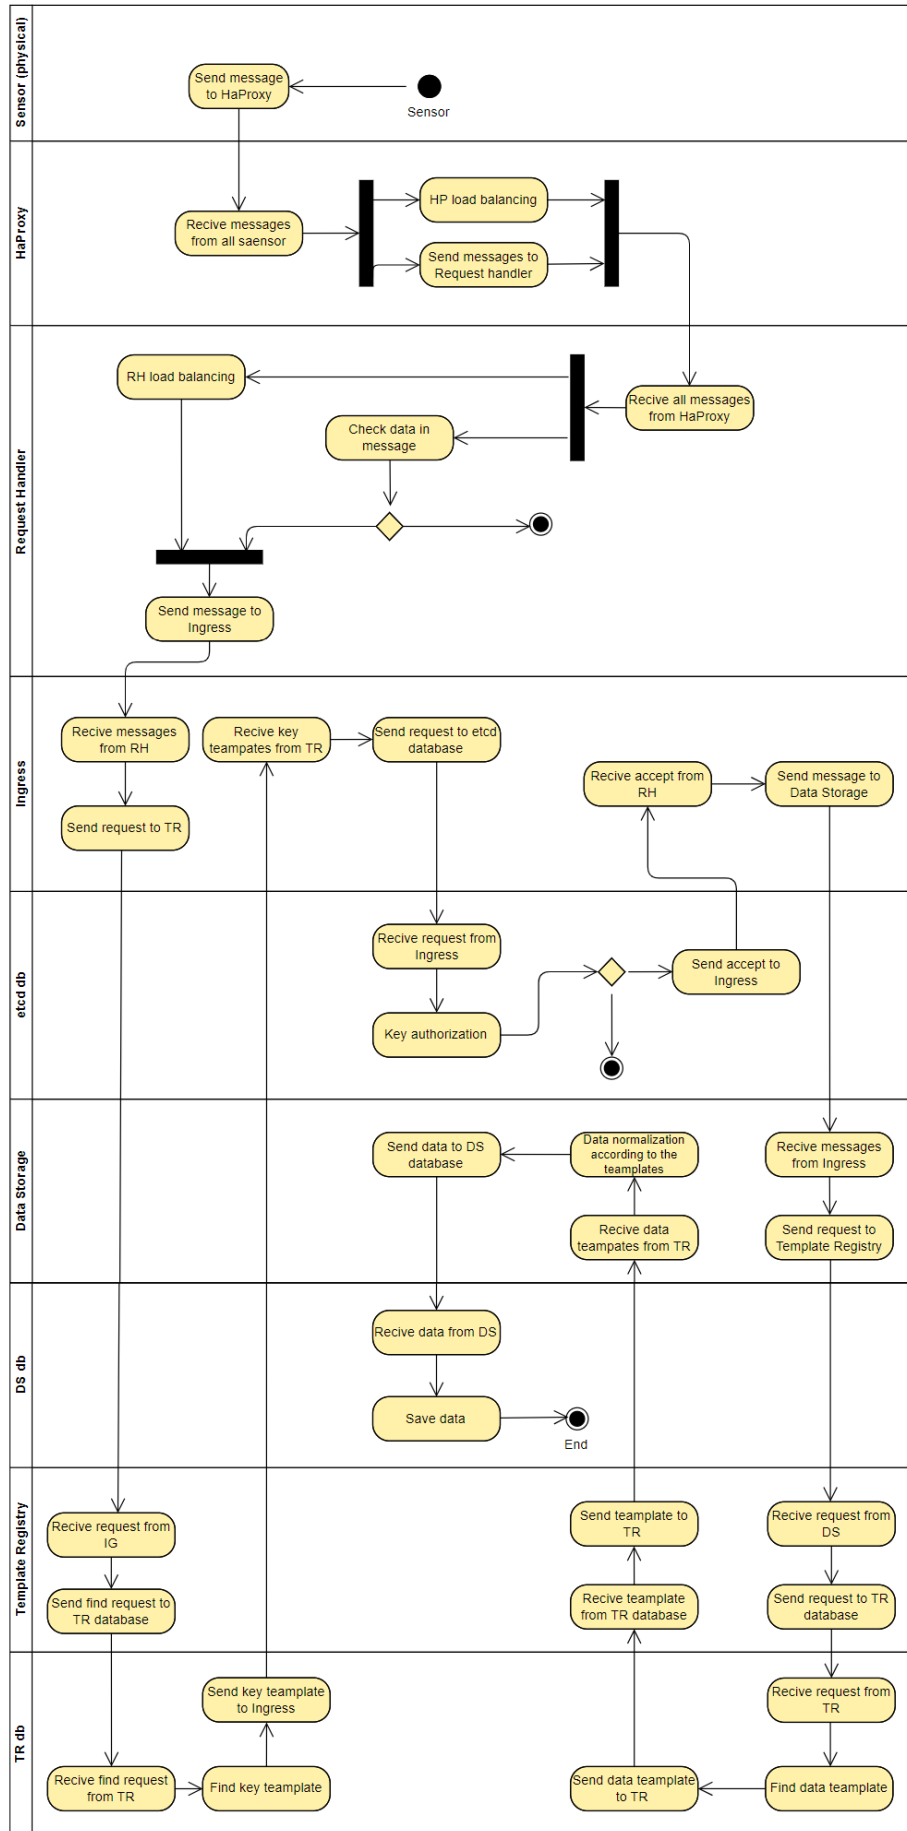 Sensor (physical)
Send message
to HaProxy
Sensor
HaProxy
Recive messages
from all saensor
HP load balancing
Send messages to
Request handler
Request Handler
RH load balancing
Check data in
message
Recive all messages
from HaProxy
Send message to
Ingress
Ingress
Recive messages
from RH
Send request to TR
Recive key
teampates from TR
Send request to etcd
database
Recive accept from
RH
Send message to
Data Storage
etcd db
Recive request from
Ingress
Key authorization
Send accept to
Ingress
Data Storage
Send data to DS
database
Data normalization
according to the
teamplates
Recive data
teampates from TR
Recive messages
from Ingress
Send request to
Template Registry
DS db
Recive data from DS
Save data
End
Template Registry
Recive request from
IG
Send find request to
TR database
Send teamplate to
TR
Recive teamplate
from TR database
Recive request from
DS
Send request to TR
database
TR db
Send key teamplate
to Ingress
Recive find request
from TR
Find key teamplate
Send data teamplate
to TR
Recive request from
TR
Find data teamplate